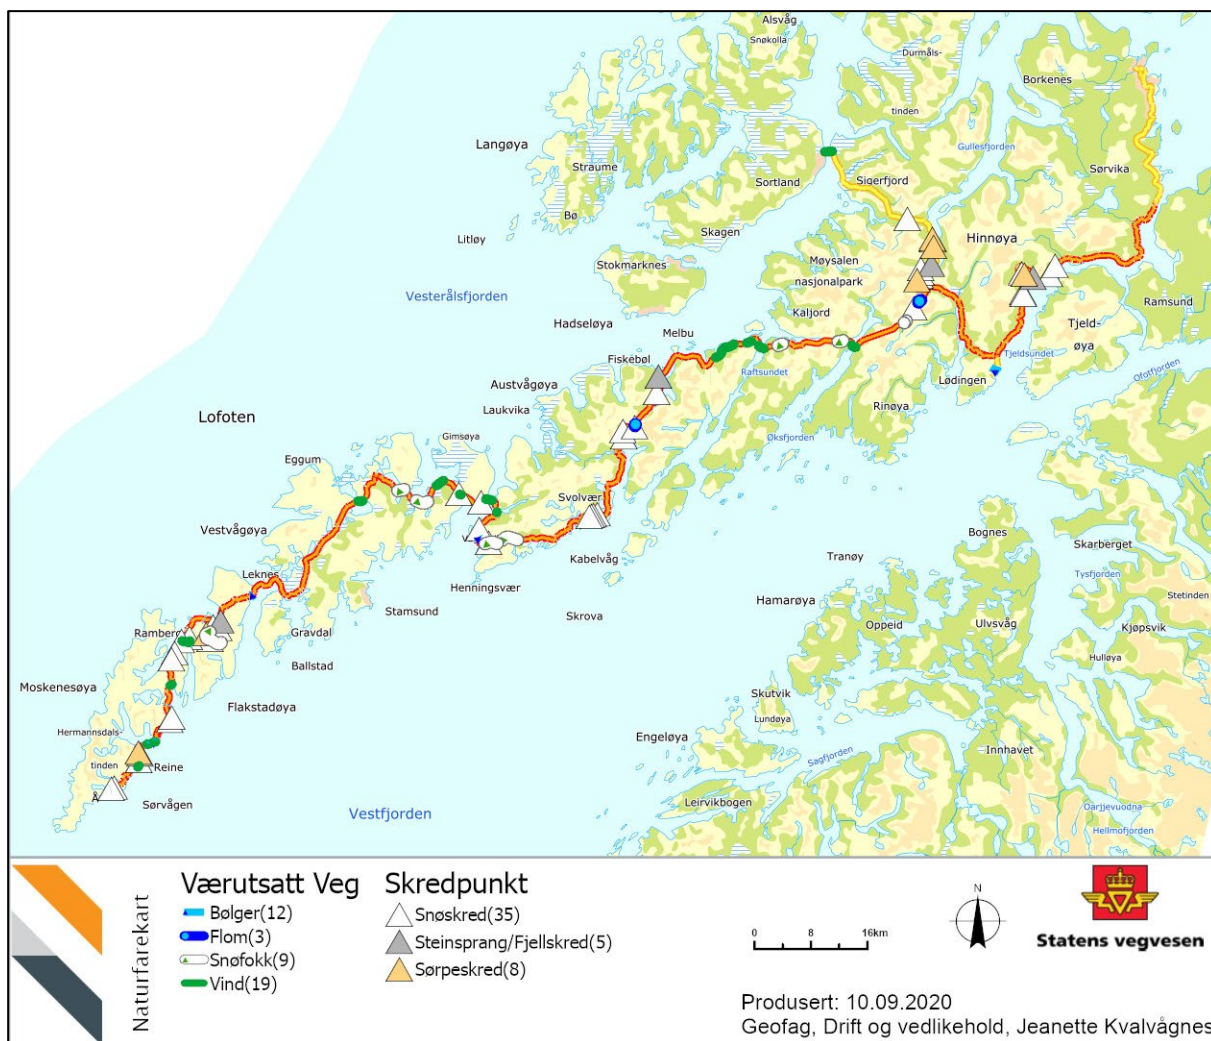 Alsvåg
Snøkolla
Durmåls-
tinden
Borkenes
Langøya
Straume
Gullesfjorden
Sørvika
Sortland
Sigerfjord
Bø
Litløy
Skagen
Hinnøya
Stokmarknes
Møysalen
nasjonalpark
Vesterålsfjorden
Ramsund
Kaljord
Hadseløya
Melbu
Tjeld-
øya
Fiskebøl
Tjeldsundet
Raftsundet
Ofotfjorden
Austvågøya
Lødingen
Laukvika
Rinøya
Lofoten
Gimsøya
Øksfjorden
Eggum
Svolvær
Vestvågøya
Bognes
Skarberget
Kabelvåg
Tranøy
Leknes
Tysfjorden
Henningsvær
Stetinden
Hamarøya
Stamsund
Skrova
Oppeid
Ulvsvåg
Kjøpsvik
Ramberg
Gravdal
Ballstad
Hulløya
Moskenesøya
Skutvik
Flakstadøya
Lundøya
Hermannsdals-
tinden
Engeløya
Innhavet
Sagfjorden
Reine
Å
Sørvågen
Leirvikbogen
Oarjjevuodna
Hellmofjorden
Vestfjorden
Naturfarekart
Værutsatt Veg
Bølger(12)
Flom(3)
Snøfokk(9)
Vind(19)
Skredpunkt
Snøskred(35)
Steinsprang/Fjellskred(5)
Sørpeskred(8)
N
0 4 8 16km
Statens vegvesen
Produsert: 10.09.2020
Geofag, Drift og vedlikehold, Jeanette Kvalvågnes